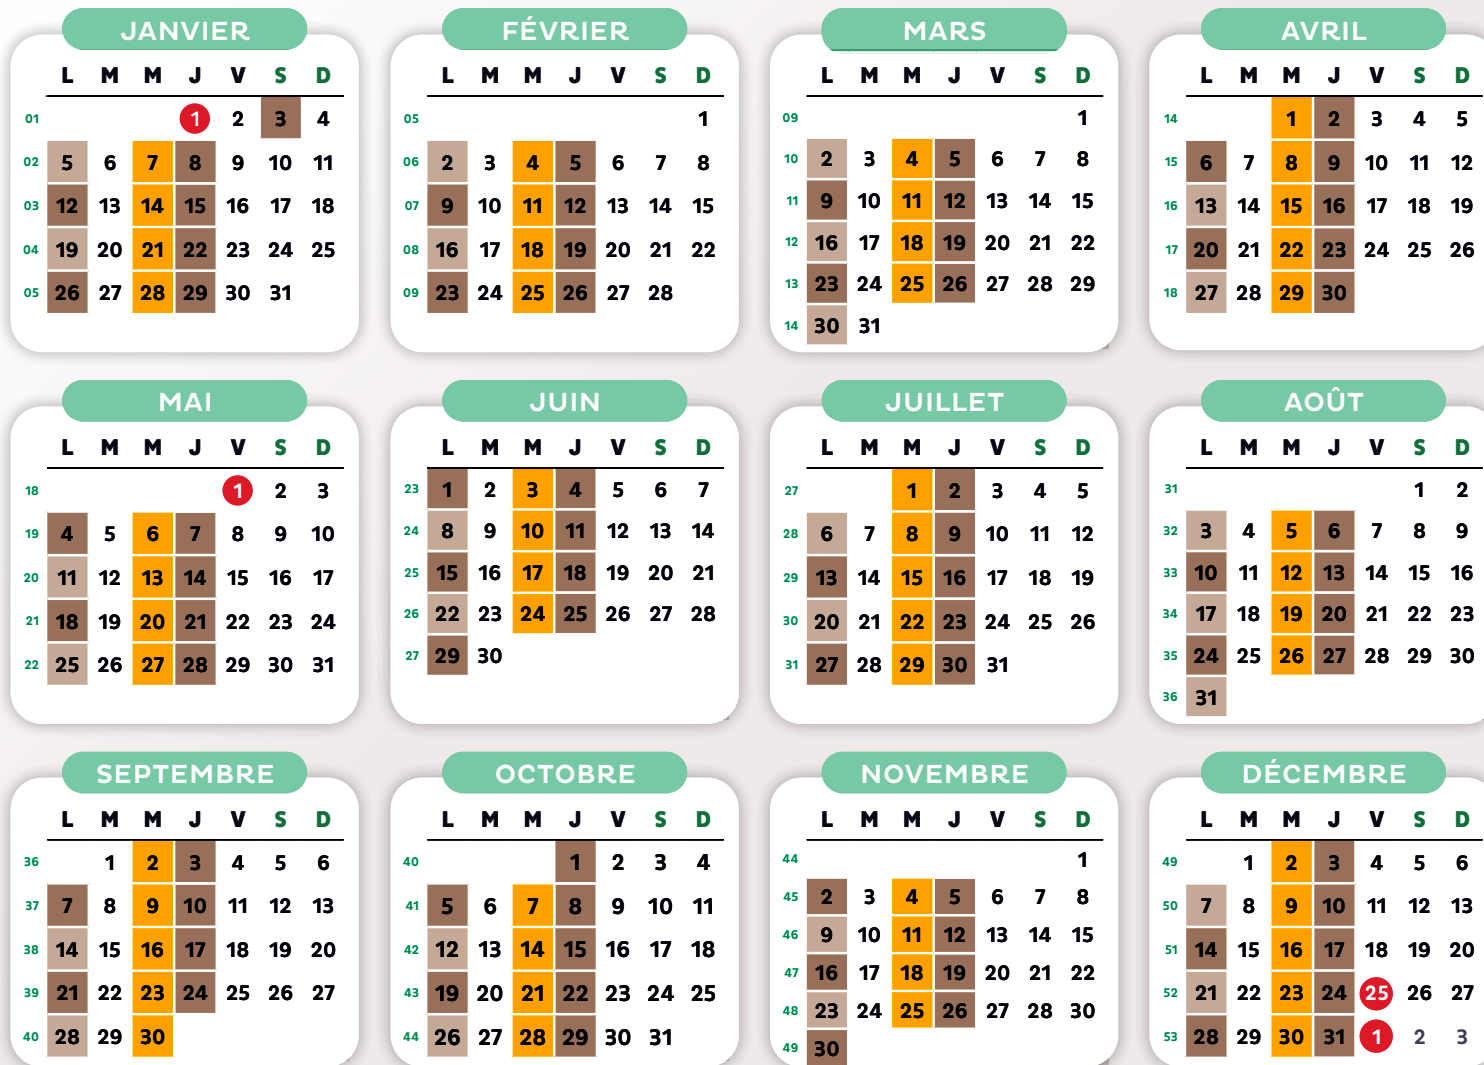 JANVIER
L M M J V S D
01 1 2 3 4
02 5 6 7 8 9 10 11
03 12 13 14 15 16 17 18
04 19 20 21 22 23 24 25
05 26 27 28 29 30 31
FÉVRIER
L M M J V S D
05 1
06 2 3 4 5 6 7 8
07 9 10 11 12 13 14 15
08 16 17 18 19 20 21 22
09 23 24 25 26 27 28
MARS
L M M J V S D
09 1
10 2 3 4 5 6 7 8
11 9 10 11 12 13 14 15
12 16 17 18 19 20 21 22
13 23 24 25 26 27 28 29
14 30 31
AVRIL
L M M J V S D
14 1 2 3 4 5
15 6 7 8 9 10 11 12
16 13 14 15 16 17 18 19
17 20 21 22 23 24 25 26
18 27 28 29 30
MAI
L M M J V S D
18 1 2 3
19 4 5 6 7 8 9 10
20 11 12 13 14 15 16 17
21 18 19 20 21 22 23 24
22 25 26 27 28 29 30 31
JUIN
L M M J V S D
23 1 2 3 4 5 6 7
24 8 9 10 11 12 13 14
25 15 16 17 18 19 20 21
26 22 23 24 25 26 27 28
27 29 30
JUILLET
L M M J V S D
27 1 2 3 4 5
28 6 7 8 9 10 11 12
29 13 14 15 16 17 18 19
30 20 21 22 23 24 25 26
31 27 28 29 30 31
AOÛT
L M M J V S D
31 1 2
32 3 4 5 6 7 8 9
33 10 11 12 13 14 15 16
34 17 18 19 20 21 22 23
35 24 25 26 27 28 29 30
36 31
SEPTEMBRE
L M M J V S D
36 1 2 3 4 5 6
37 7 8 9 10 11 12 13
38 14 15 16 17 18 19 20
39 21 22 23 24 25 26 27
40 28 29 30
OCTOBRE
L M M J V S D
40 1 2 3 4
41 5 6 7 8 9 10 11
42 12 13 14 15 16 17 18
43 19 20 21 22 23 24 25
44 26 27 28 29 30 31
NOVEMBRE
L M M J V S D
44 1
45 2 3 4 5 6 7 8
46 9 10 11 12 13 14 15
47 16 17 18 19 20 21 22
48 23 24 25 26 27 28 30
49 30
DÉCEMBRE
L M M J V S D
49 1 2 3 4 5 6
50 7 8 9 10 11 12 13
51 14 15 16 17 18 19 20
52 21 22 23 24 25 26 27
53 28 29 30 31 1 2 3